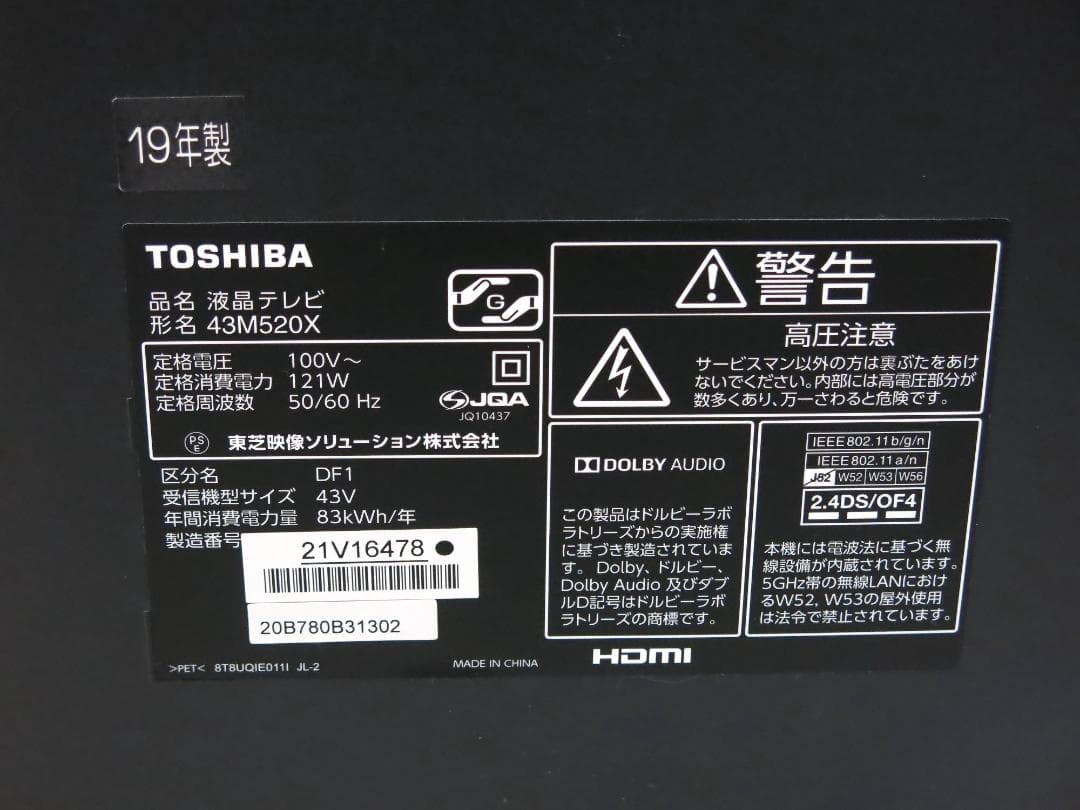 19年製
TOSHIBA
品名 液晶テレビ
形名 43M520X
G
定格電圧 100V～
定格消費電力 121W
定格周波数 50/60 Hz
JQA
JQ10437
PSE 東芝映像ソリューション株式会社
区分名 DF1
受信機型サイズ 43V
年間消費電力量 83kWh/年
製造番号
21V16478
20B780B31302
>PET< 8T8UQIE011I JL-2
MADE IN CHINA
警告
高圧注意
サービスマン以外の方は裏ぶたをあけ
ないでください。内部には高電圧部分が
数多くあり、万一さわると危険です。
DOLBY AUDIO
この製品はドルビーラボ
ラトリーズからの実施権
に基づき製造されていま
す。Dolby、ドルビー、
Dolby Audio 及びダブ
ルD記号はドルビーラボ
ラトリーズの商標です。
HDMI
IEEE802.11b/g/n
IEEE802.11a/n
J52 W52 W53 W56
2.4DS/OF4
本機には電波法に基づく無
線設備が内蔵されています。
5GHz帯の無線LANにおけ
るW52, W53の屋外使用
は法令で禁止されています。